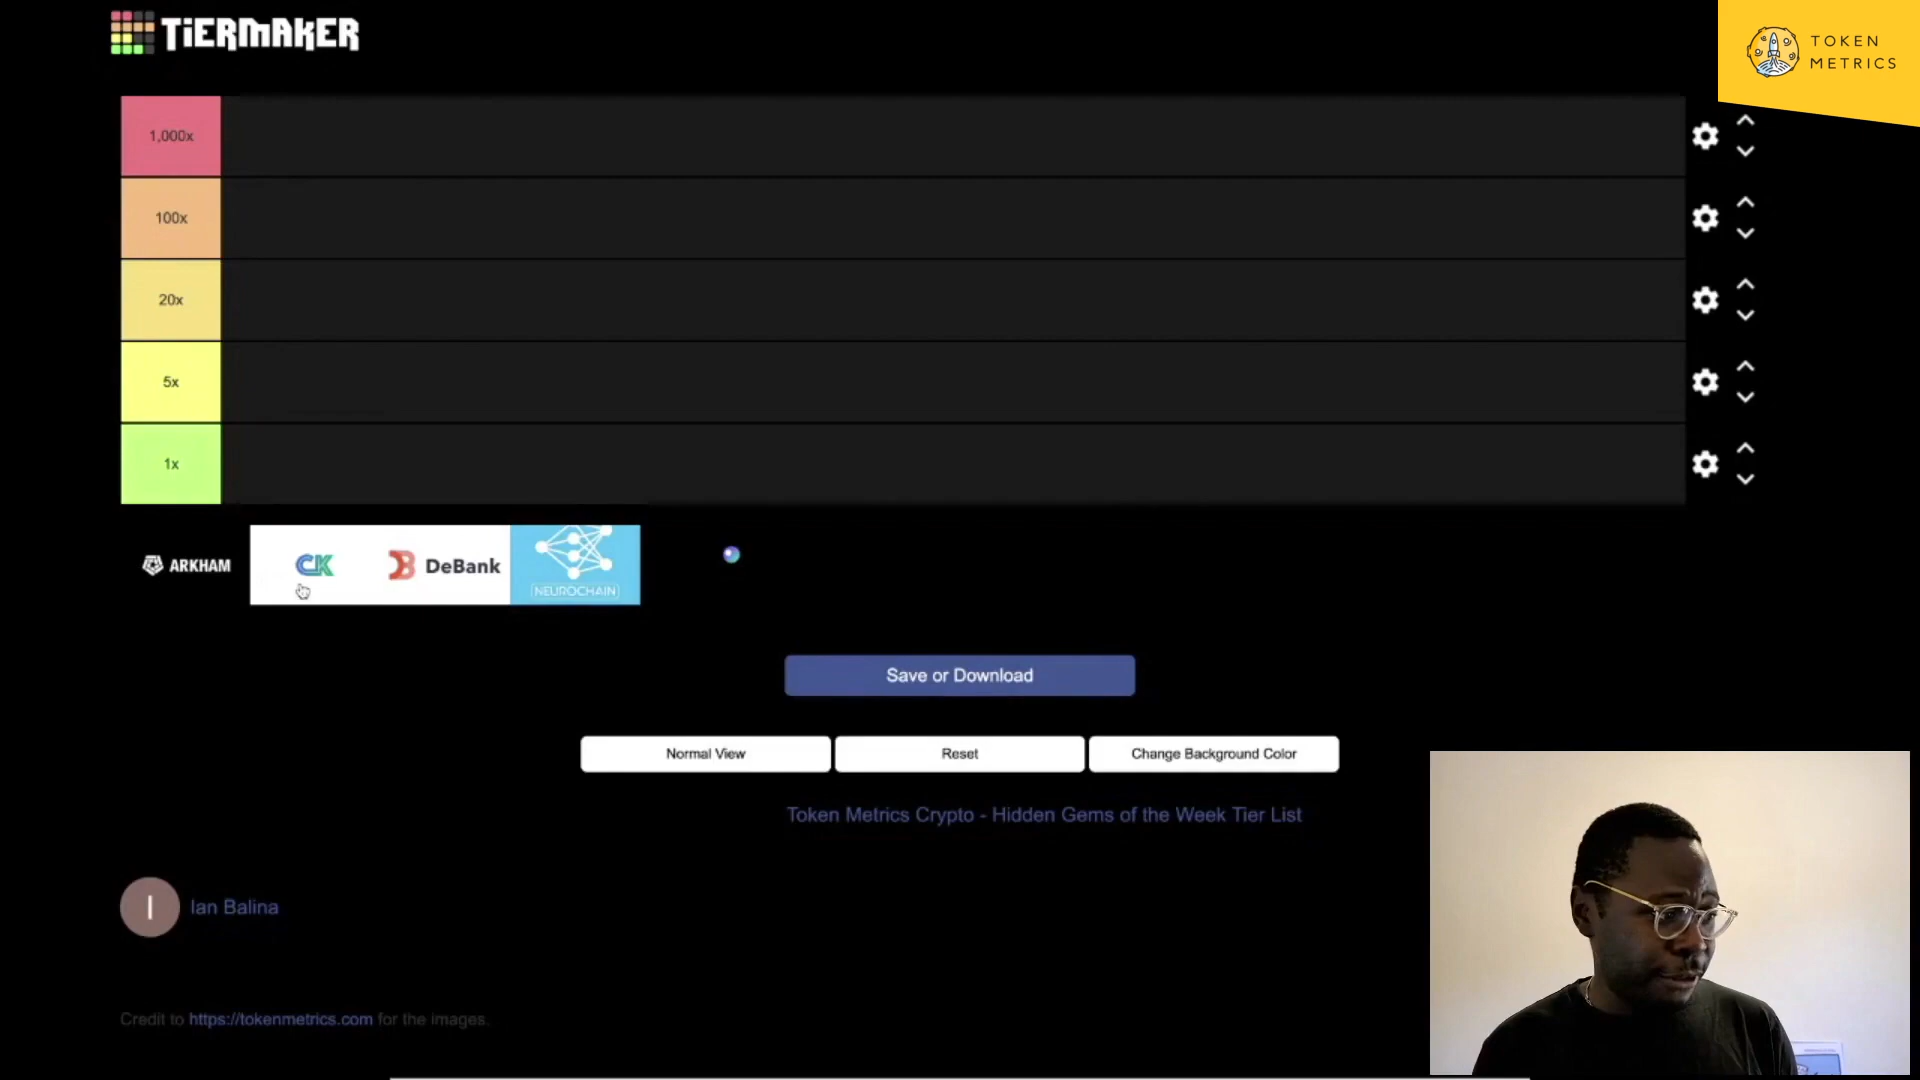 TiERMAKER
TOKEN
METRICS
1,000x
100x
20x
5x
1x
ARKHAM
CK
DeBank
NEUROCHAIN
Save or Download
Normal View
Reset
Change Background Color
Token Metrics Crypto - Hidden Gems of the Week Tier List
I
Ian Balina
Credit to https://tokenmetrics.com for the images.